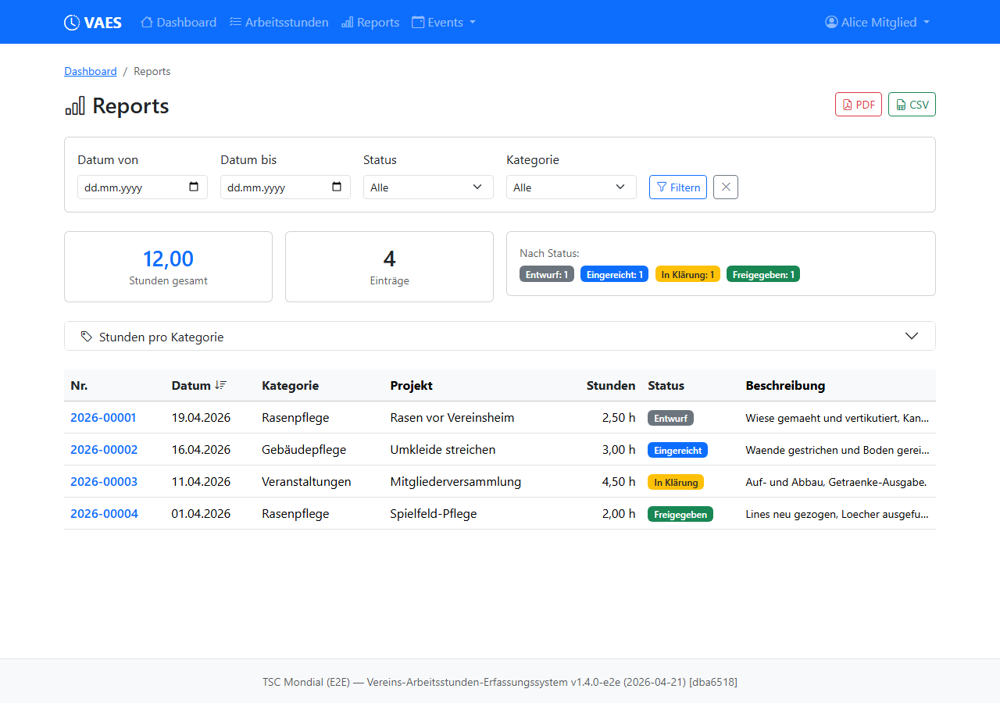 VAES Dashboard Arbeitsstunden Reports Events Alice Mitglied
Dashboard / Reports
Reports PDF CSV
Datum von Datum bis Status Kategorie
dd.mm.yyyy dd.mm.yyyy Alle Alle Filtern
12,00
Stunden gesamt
4
Einträge
Nach Status:
Entwurf: 1 Eingereicht: 1 In Klärung: 1 Freigegeben: 1
Stunden pro Kategorie
Nr. Datum Kategorie Projekt Stunden Status Beschreibung
2026-00001 19.04.2026 Rasenpflege Rasen vor Vereinsheim 2,50 h Entwurf Wiese gemaeht und vertikutiert, Kan...
2026-00002 16.04.2026 Gebäudepflege Umkleide streichen 3,00 h Eingereicht Waende gestrichen und Boden gerei...
2026-00003 11.04.2026 Veranstaltungen Mitgliederversammlung 4,50 h In Klärung Auf- und Abbau, Getraenke-Ausgabe.
2026-00004 01.04.2026 Rasenpflege Spielfeld-Pflege 2,00 h Freigegeben Lines neu gezogen, Loecher ausgefu...
TSC Mondial (E2E) — Vereins-Arbeitsstunden-Erfassungssystem v1.4.0-e2e (2026-04-21) [dba6518]